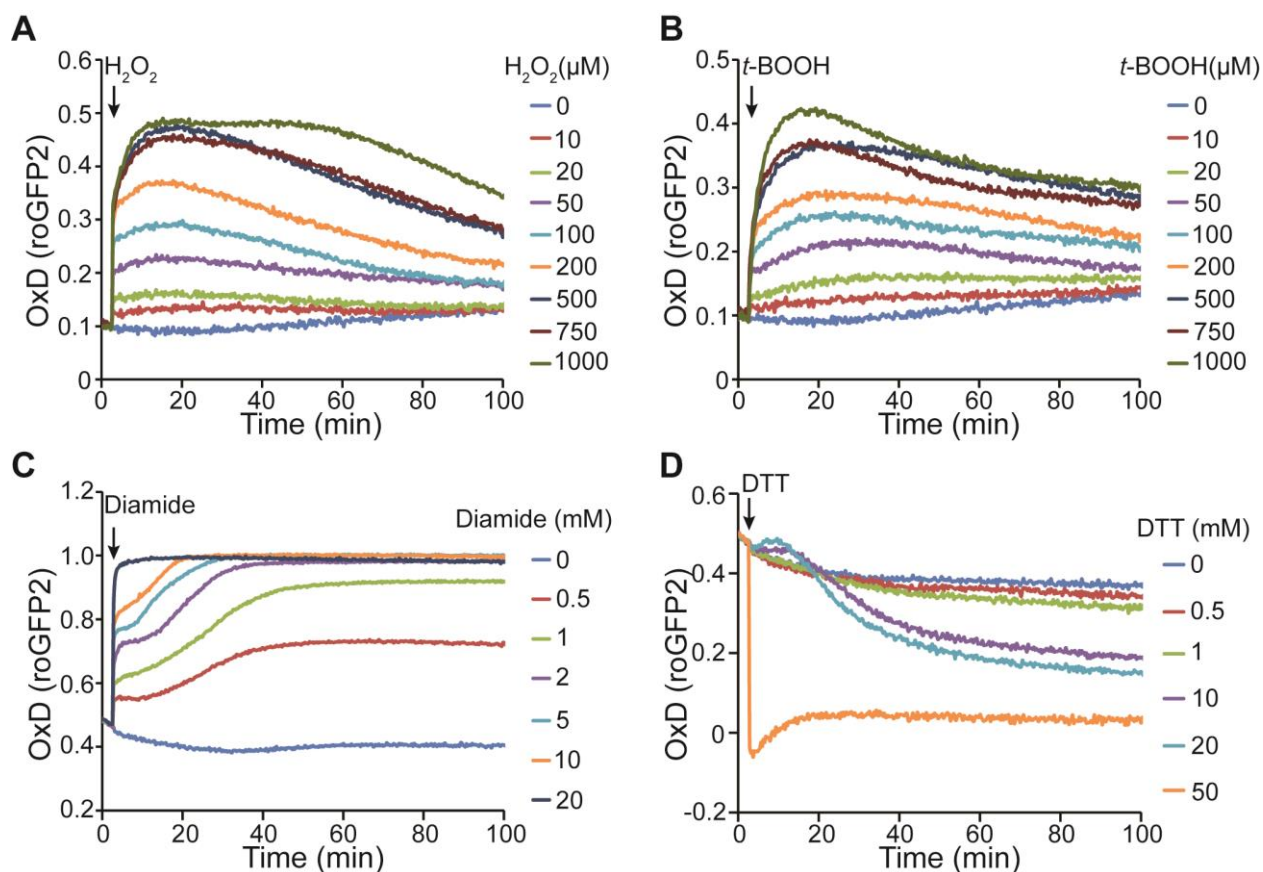 A
0.6
0.5
0.4
0.3
0.2
0.1
0
OxD (roGFP2)
H₂O₂
0 20 40 60 80 100
Time (min)
H₂O₂(µM)
0
10
20
50
100
200
500
750
1000
B
0.5
0.4
0.3
0.2
0.1
0
OxD (roGFP2)
t-BOOH
0 20 40 60 80 100
Time (min)
t-BOOH(µM)
0
10
20
50
100
200
500
750
1000
C
1.2
1.0
0.8
0.6
0.4
0.2
OxD (roGFP2)
Diamide
0 20 40 60 80 100
Time (min)
Diamide (mM)
0
0.5
1
2
5
10
20
D
0.6
0.4
0.2
0
-0.2
OxD (roGFP2)
DTT
0 20 40 60 80 100
Time (min)
DTT (mM)
0
0.5
1
10
20
50